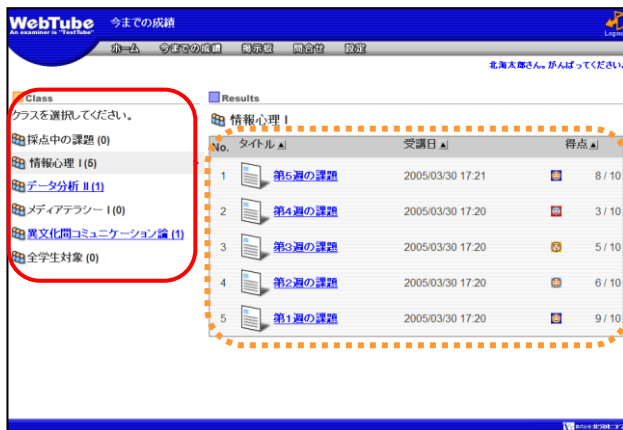 WebTube 今までの成績
An examiner is "TestTube"
Logout
ホーム 今までの成績 掲示板 問合せ 設定
北海太郎さん。がんばってください。
Class
クラスを選択してください。
採点中の課題 (0)
情報心理 I (5)
データ分析 II (1)
メディアテラシー I (0)
異文化間コミュニケーション論 (1)
全学生対象 (0)
Results
情報心理 I
No. タイトル 受講日 得点
1 第5週の課題 2005/03/30 17:21 8 / 10
2 第4週の課題 2005/03/30 17:20 3 / 10
3 第3週の課題 2005/03/30 17:20 5 / 10
4 第2週の課題 2005/03/30 17:20 6 / 10
5 第1週の課題 2005/03/30 17:20 9 / 10